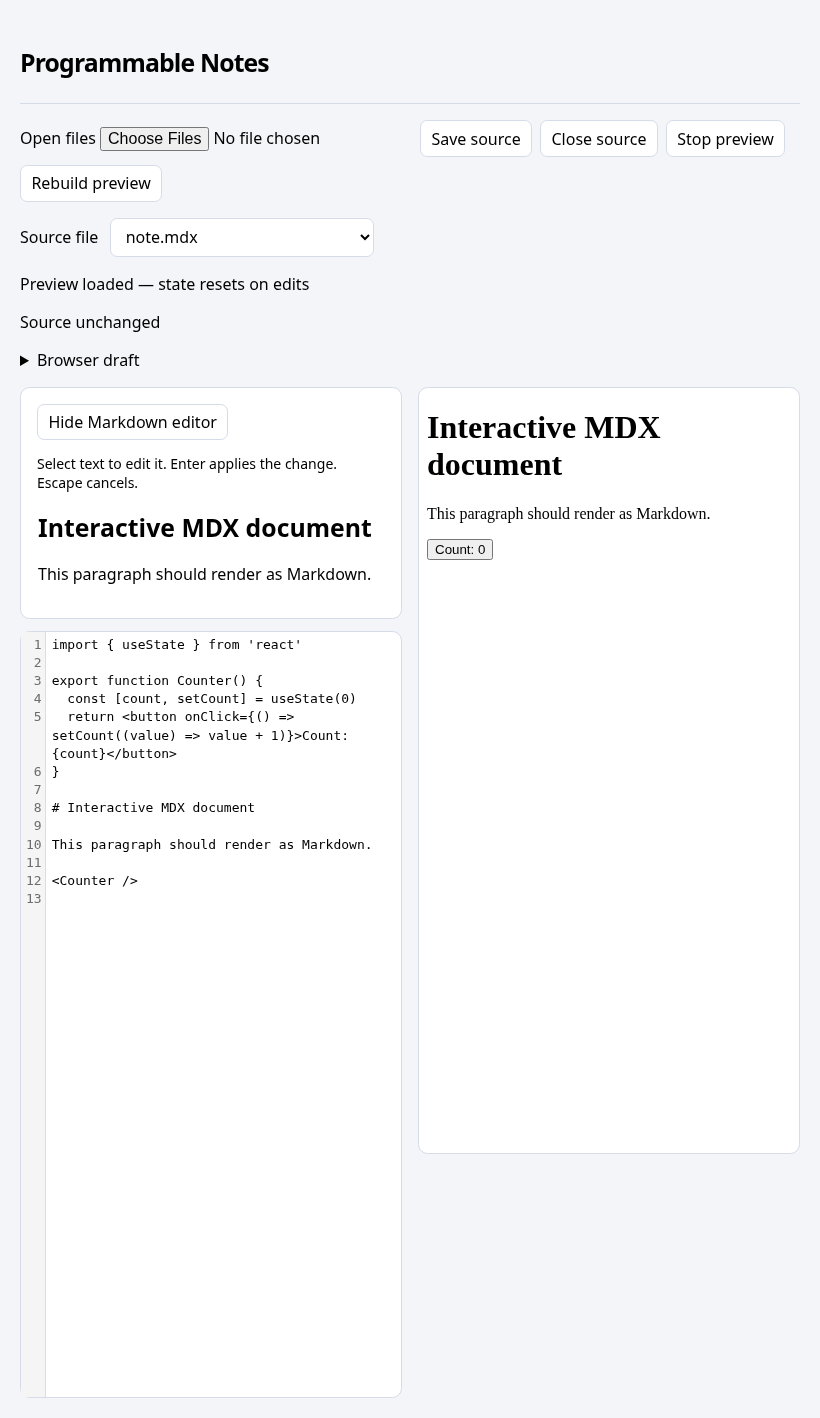 Programmable Notes
Open files Choose Files No file chosen Save source Close source Stop preview
Rebuild preview
Source file note.mdx
Preview loaded — state resets on edits
Source unchanged
Browser draft
Hide Markdown editor
Select text to edit it. Enter applies the change.
Escape cancels.
Interactive MDX document
This paragraph should render as Markdown.
1 import { useState } from 'react'
2
3 export function Counter() {
4   const [count, setCount] = useState(0)
5   return <button onClick={() =>
setCount((value) => value + 1)}>Count:
{count}</button>
6 }
7
8 # Interactive MDX document
9
10 This paragraph should render as Markdown.
11
12 <Counter />
13
Interactive MDX
document
This paragraph should render as Markdown.
Count: 0